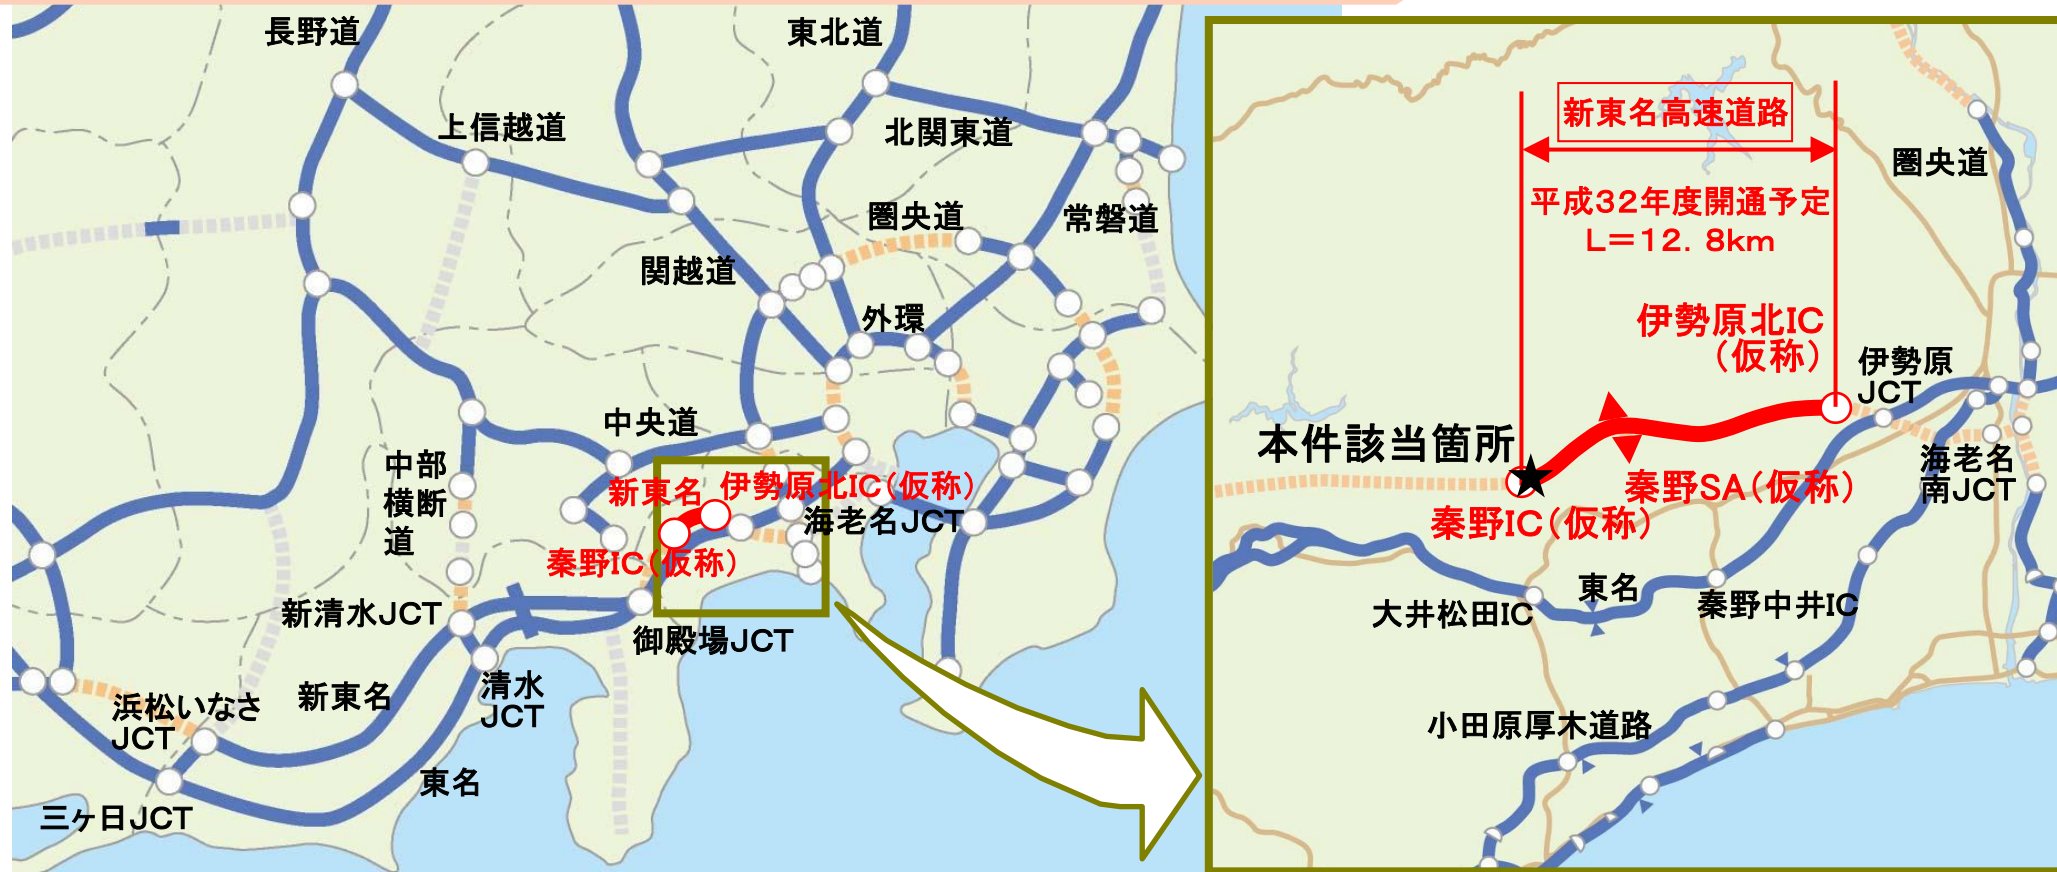 長野道
東北道
上信越道
北関東道
圏央道
常磐道
関越道
外環
中央道
中部
横断
道
新東名
伊勢原北IC(仮称)
海老名JCT
秦野IC(仮称)
新清水JCT
御殿場JCT
清水
JCT
新東名
浜松いなさ
JCT
東名
三ヶ日JCT
新東名高速道路
平成32年度開通予定
L=12.8km
圏央道
伊勢原北IC
(仮称)
伊勢原
JCT
本件該当箇所
秦野SA(仮称)
海老名
南JCT
秦野IC(仮称)
東名
大井松田IC
秦野中井IC
小田原厚木道路